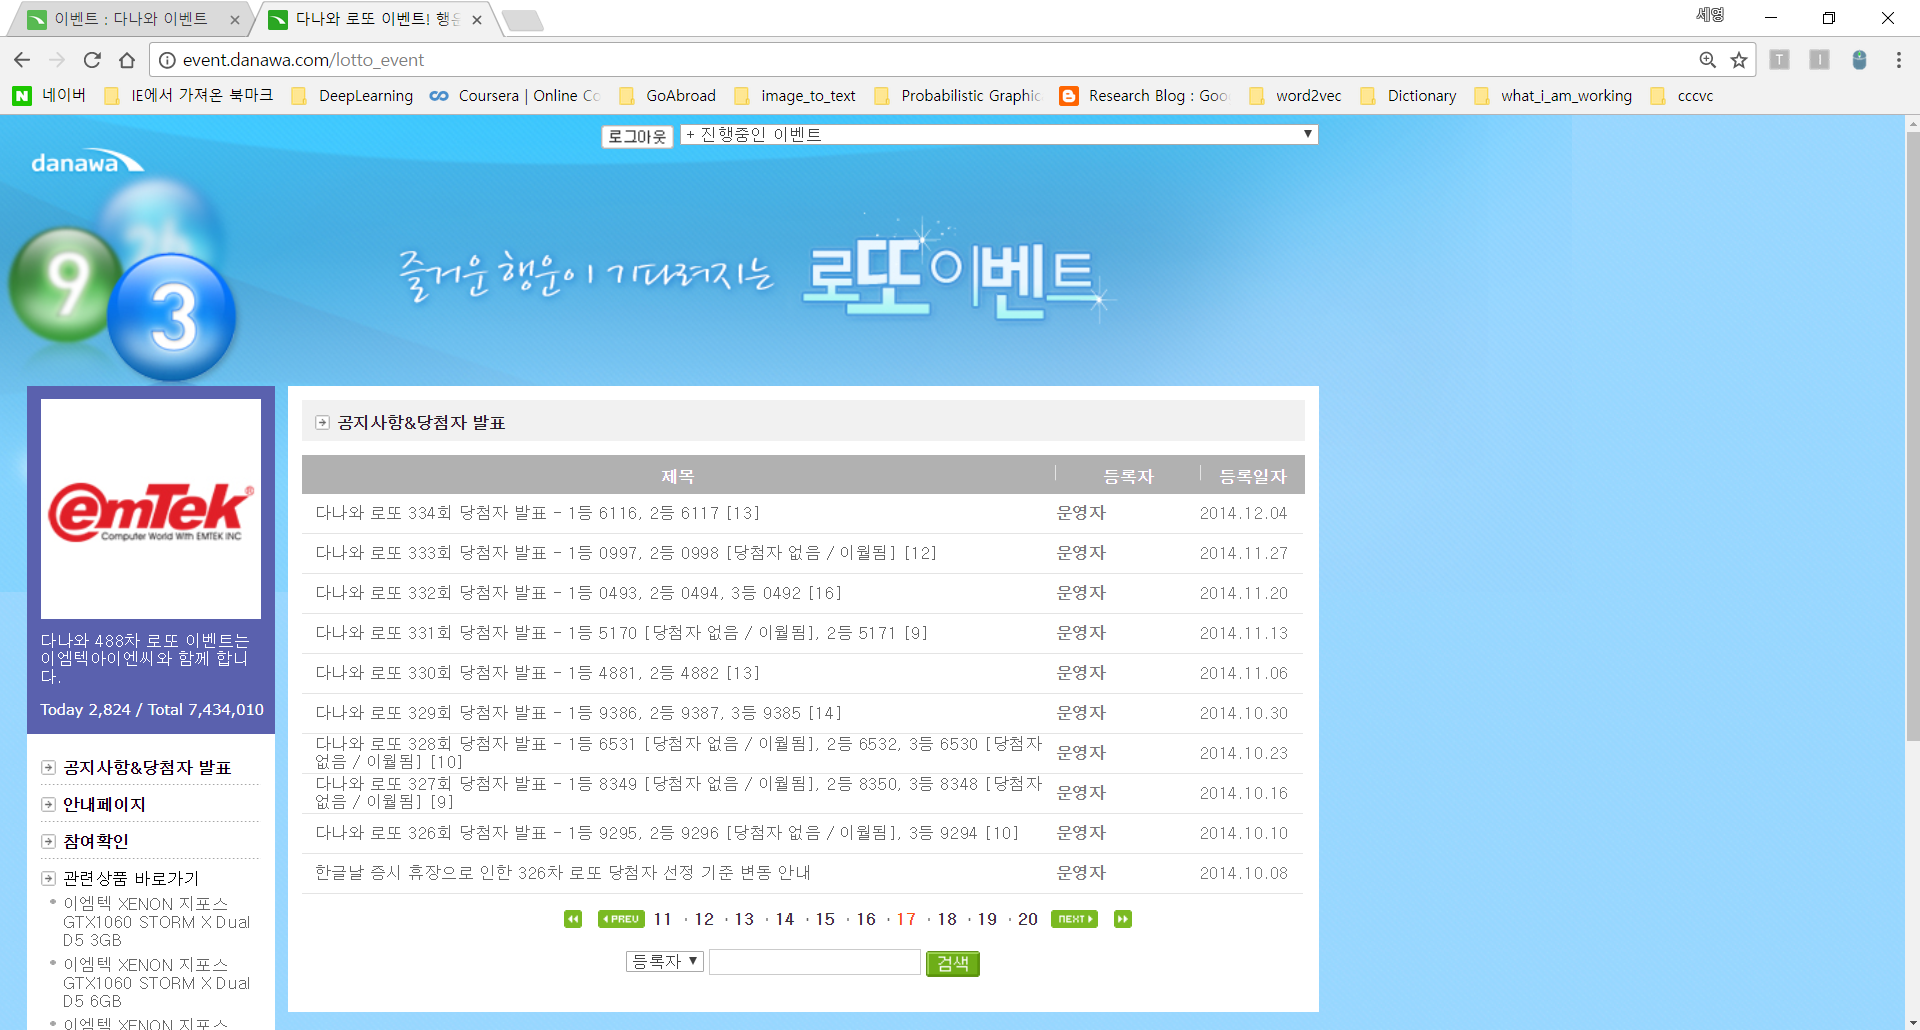 이벤트 : 다나와 이벤트
다나와 로또 이벤트! 행운
세영
event.danawa.com/lotto_event
T
I
네이버
IE에서 가져온 북마크
DeepLearning
Coursera | Online Co
GoAbroad
image_to_text
Probabilistic Graphic
Research Blog : Goo
word2vec
Dictionary
what_i_am_working
cccvc
로그아웃 + 진행중인 이벤트
danawa
26
9
3
즐거운 행운이 기다려지는 로또이벤트
emTek®
Computer World With EMTEK INC
다나와 488차 로또 이벤트는
이엠텍아이엔씨와 함께 합니
다.
Today 2,824 / Total 7,434,010
공지사항&당첨자 발표
안내페이지
참여확인
관련상품 바로가기
이엠텍 XENON 지포스
GTX1060 STORM X Dual
D5 3GB
이엠텍 XENON 지포스
GTX1060 STORM X Dual
D5 6GB
이엠텍 XENON 지포스
공지사항&당첨자 발표
제목 등록자 등록일자
다나와 로또 334회 당첨자 발표 - 1등 6116, 2등 6117 [13] 운영자 2014.12.04
다나와 로또 333회 당첨자 발표 - 1등 0997, 2등 0998 [당첨자 없음 / 이월됨] [12] 운영자 2014.11.27
다나와 로또 332회 당첨자 발표 - 1등 0493, 2등 0494, 3등 0492 [16] 운영자 2014.11.20
다나와 로또 331회 당첨자 발표 - 1등 5170 [당첨자 없음 / 이월됨], 2등 5171 [9] 운영자 2014.11.13
다나와 로또 330회 당첨자 발표 - 1등 4881, 2등 4882 [13] 운영자 2014.11.06
다나와 로또 329회 당첨자 발표 - 1등 9386, 2등 9387, 3등 9385 [14] 운영자 2014.10.30
다나와 로또 328회 당첨자 발표 - 1등 6531 [당첨자 없음 / 이월됨], 2등 6532, 3등 6530 [당첨자
없음 / 이월됨] [10] 운영자 2014.10.23
다나와 로또 327회 당첨자 발표 - 1등 8349 [당첨자 없음 / 이월됨], 2등 8350, 3등 8348 [당첨자
없음 / 이월됨] [9] 운영자 2014.10.16
다나와 로또 326회 당첨자 발표 - 1등 9295, 2등 9296 [당첨자 없음 / 이월됨], 3등 9294 [10] 운영자 2014.10.10
한글날 증시 휴장으로 인한 326차 로또 당첨자 선정 기준 변동 안내 운영자 2014.10.08
PREV 11 · 12 · 13 · 14 · 15 · 16 · 17 · 18 · 19 · 20 NEXT
등록자 검색